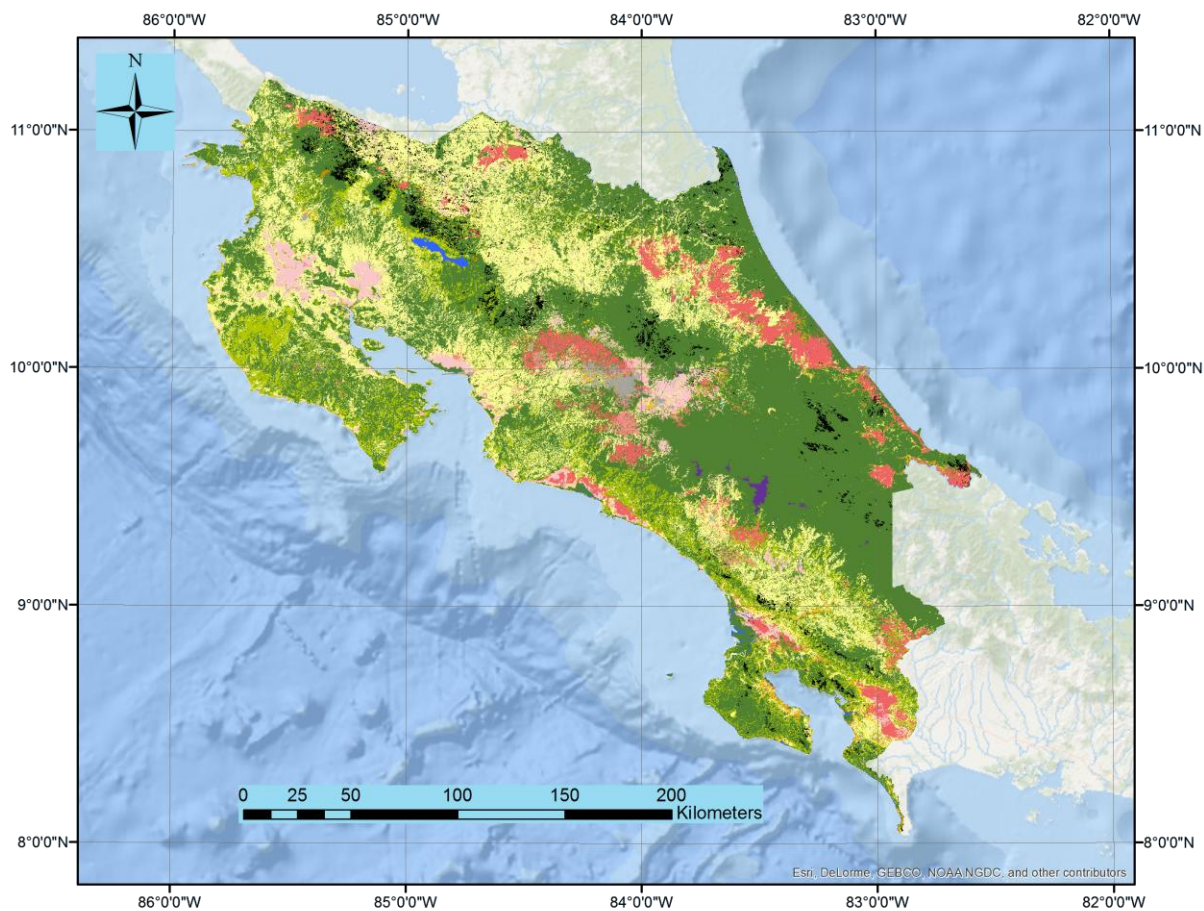 86°0'0"W 85°0'0"W 84°0'0"W 83°0'0"W 82°0'0"W
N
11°0'0"N 11°0'0"N
10°0'0"N 10°0'0"N
9°0'0"N 9°0'0"N
0 25 50 100 150 200
Kilometers
8°0'0"N 8°0'0"N
Esri, DeLorme, GEBCO, NOAA NGDC, and other contributors
86°0'0"W 85°0'0"W 84°0'0"W 83°0'0"W 82°0'0"W